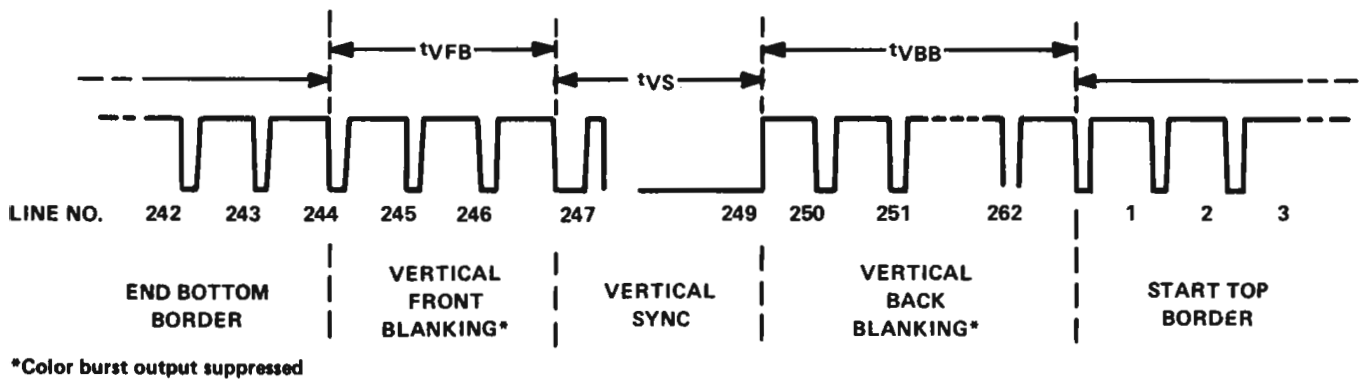 tVFB
tVBB
tVS
LINE NO. 242 243 244 245 246 247 249 250 251 262 1 2 3
END BOTTOM
BORDER
VERTICAL
FRONT
BLANKING*
VERTICAL
SYNC
VERTICAL
BACK
BLANKING*
START TOP
BORDER
*Color burst output suppressed